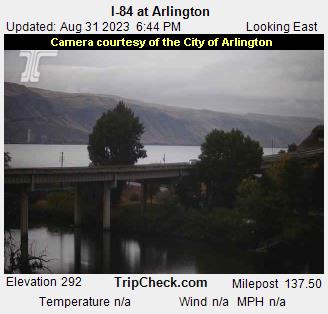 I-84 at Arlington
Updated: Aug 31 2023 6:44 PM Looking East
Camera courtesy of the City of Arlington
Elevation 292 TripCheck.com Milepost 137.50
Temperature n/a Wind n/a MPH n/a